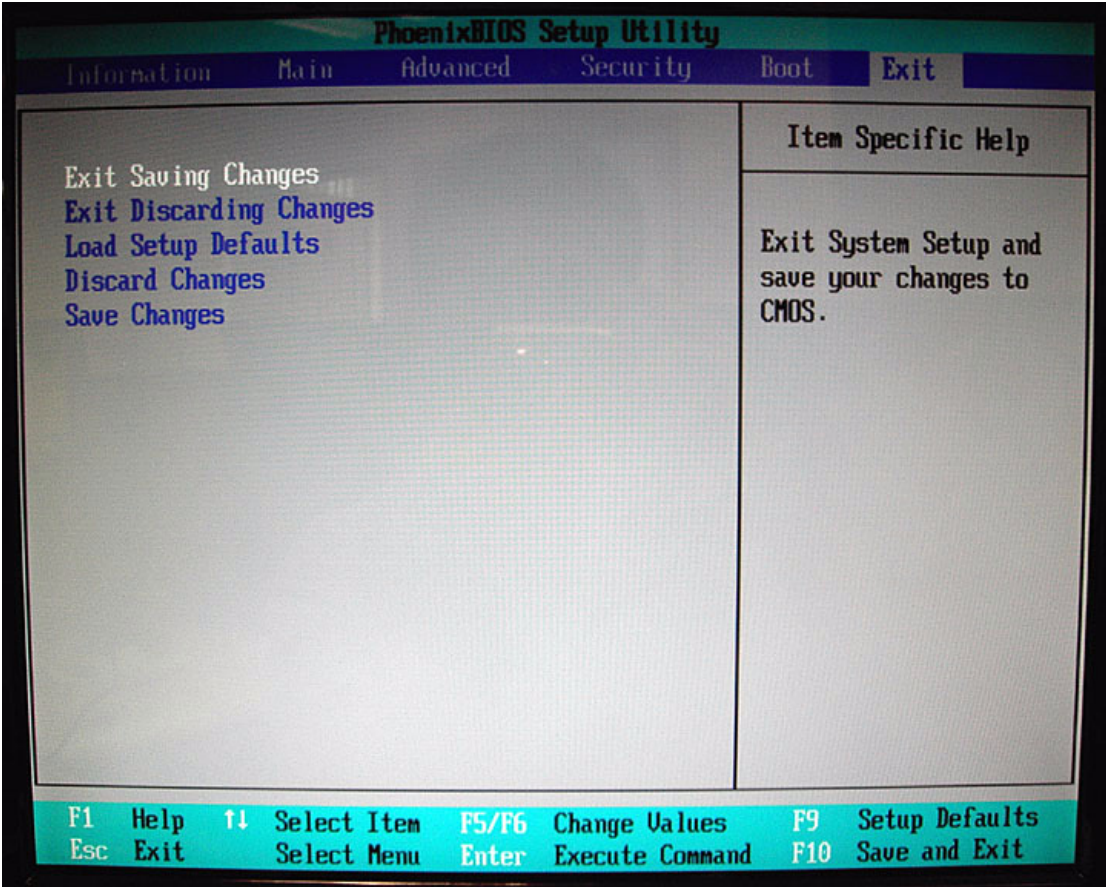 PhoenixBIOS Setup Utility
Information Main Advanced Security Boot Exit
Item Specific Help
Exit Saving Changes
Exit Discarding Changes
Load Setup Defaults
Discard Changes
Save Changes
Exit System Setup and
save your changes to
CMOS.
F1 Help ↑↓ Select Item F5/F6 Change Values F9 Setup Defaults
Esc Exit Select Menu Enter Execute Command F10 Save and Exit